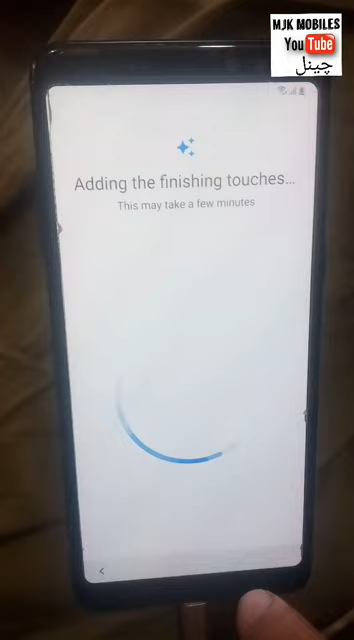 MJK MOBILES
YouTube
چینل
Adding the finishing touches...
This may take a few minutes